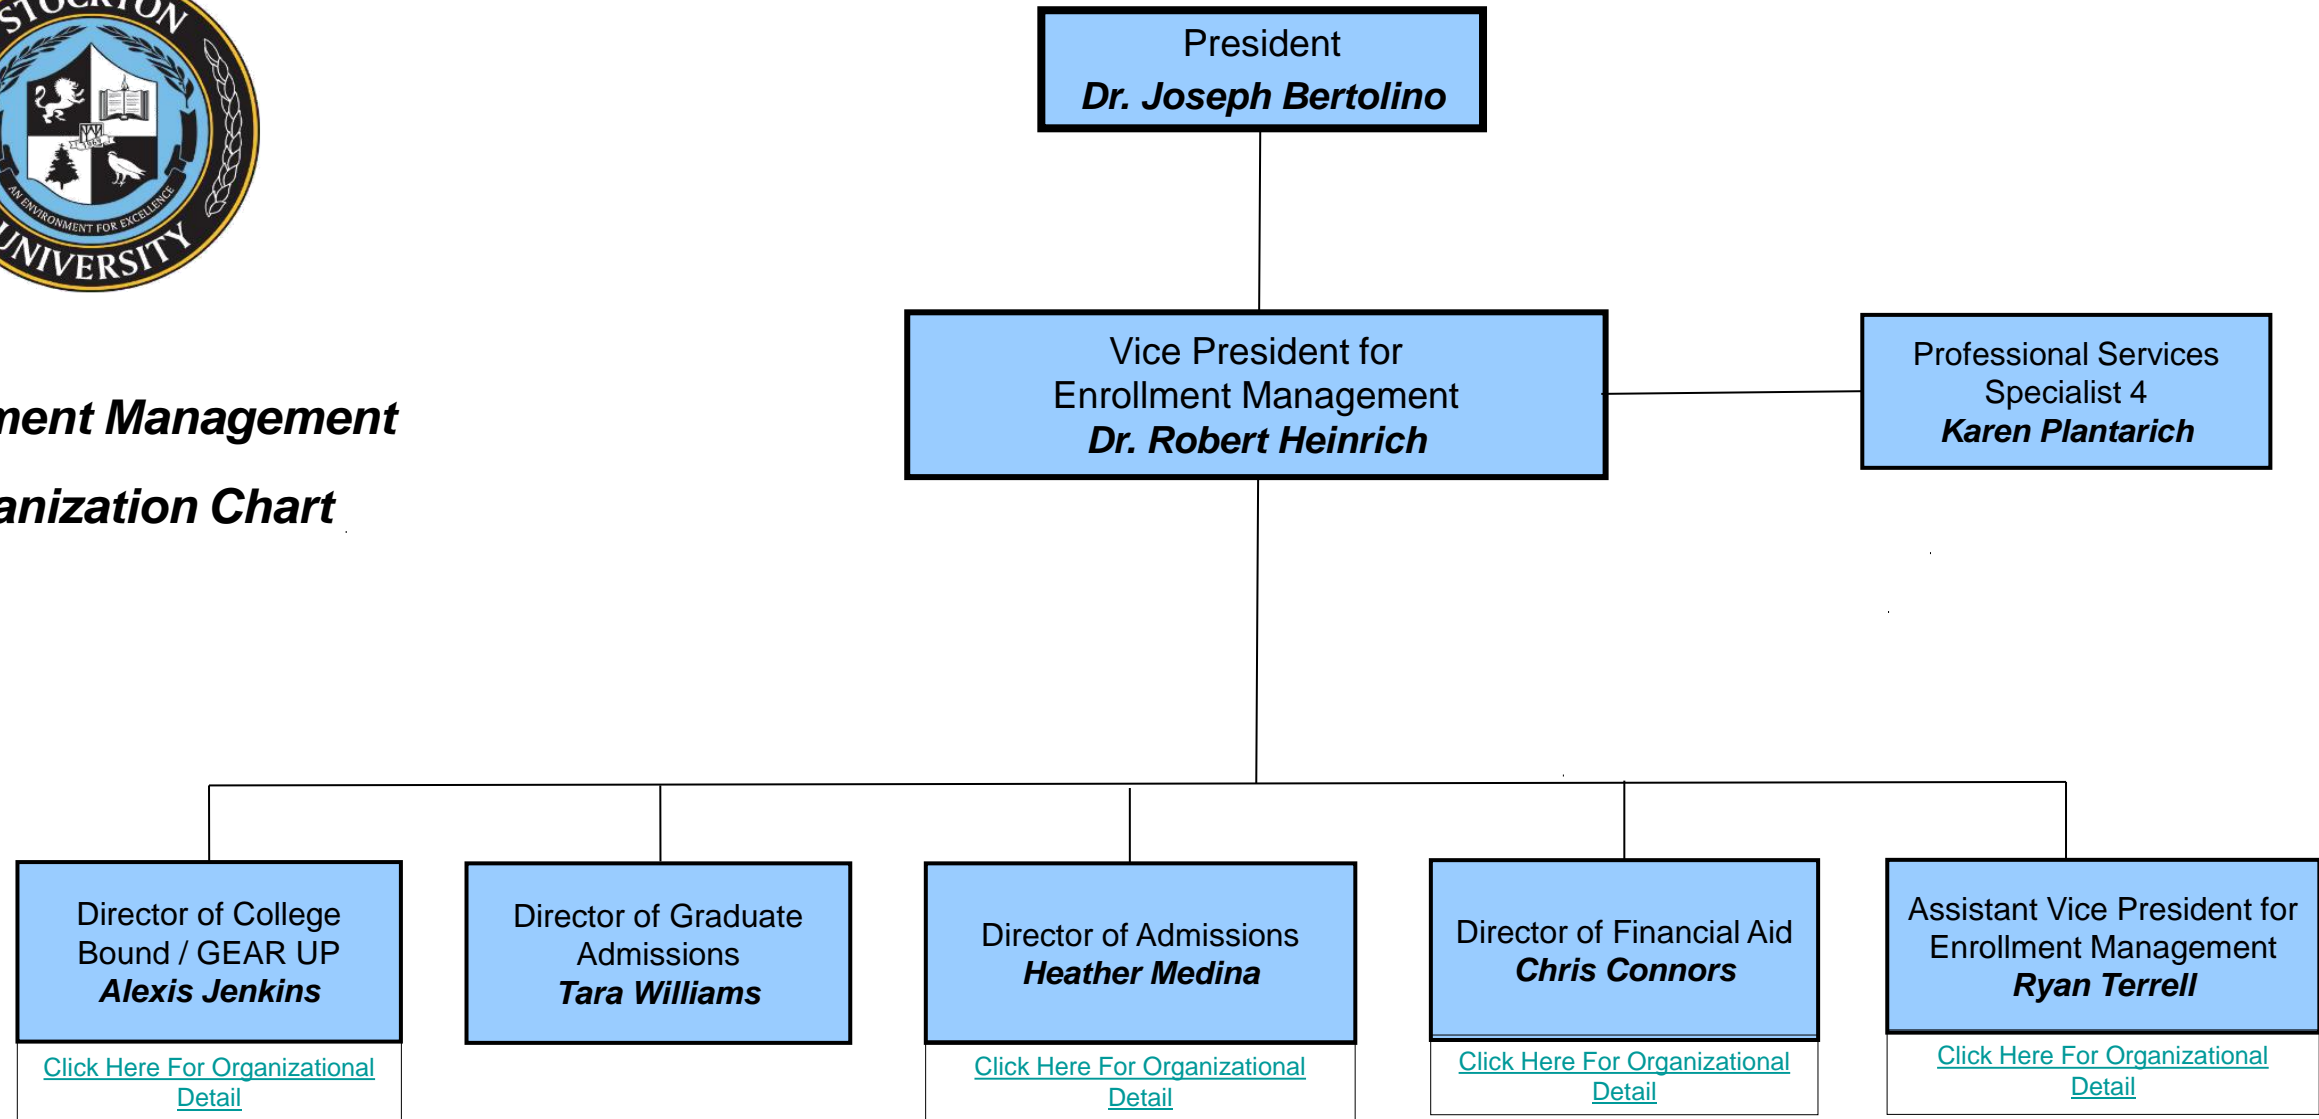 STOCKTON
AN ENVIRONMENT FOR EXCELLENCE
UNIVERSITY
President
Dr. Joseph Bertolino
ment Management
anization Chart
Vice President for
Enrollment Management
Dr. Robert Heinrich
Professional Services
Specialist 4
Karen Plantarich
Director of College
Bound / GEAR UP
Alexis Jenkins
Click Here For Organizational
Detail
Director of Graduate
Admissions
Tara Williams
Director of Admissions
Heather Medina
Click Here For Organizational
Detail
Director of Financial Aid
Chris Connors
Click Here For Organizational
Detail
Assistant Vice President for
Enrollment Management
Ryan Terrell
Click Here For Organizational
Detail